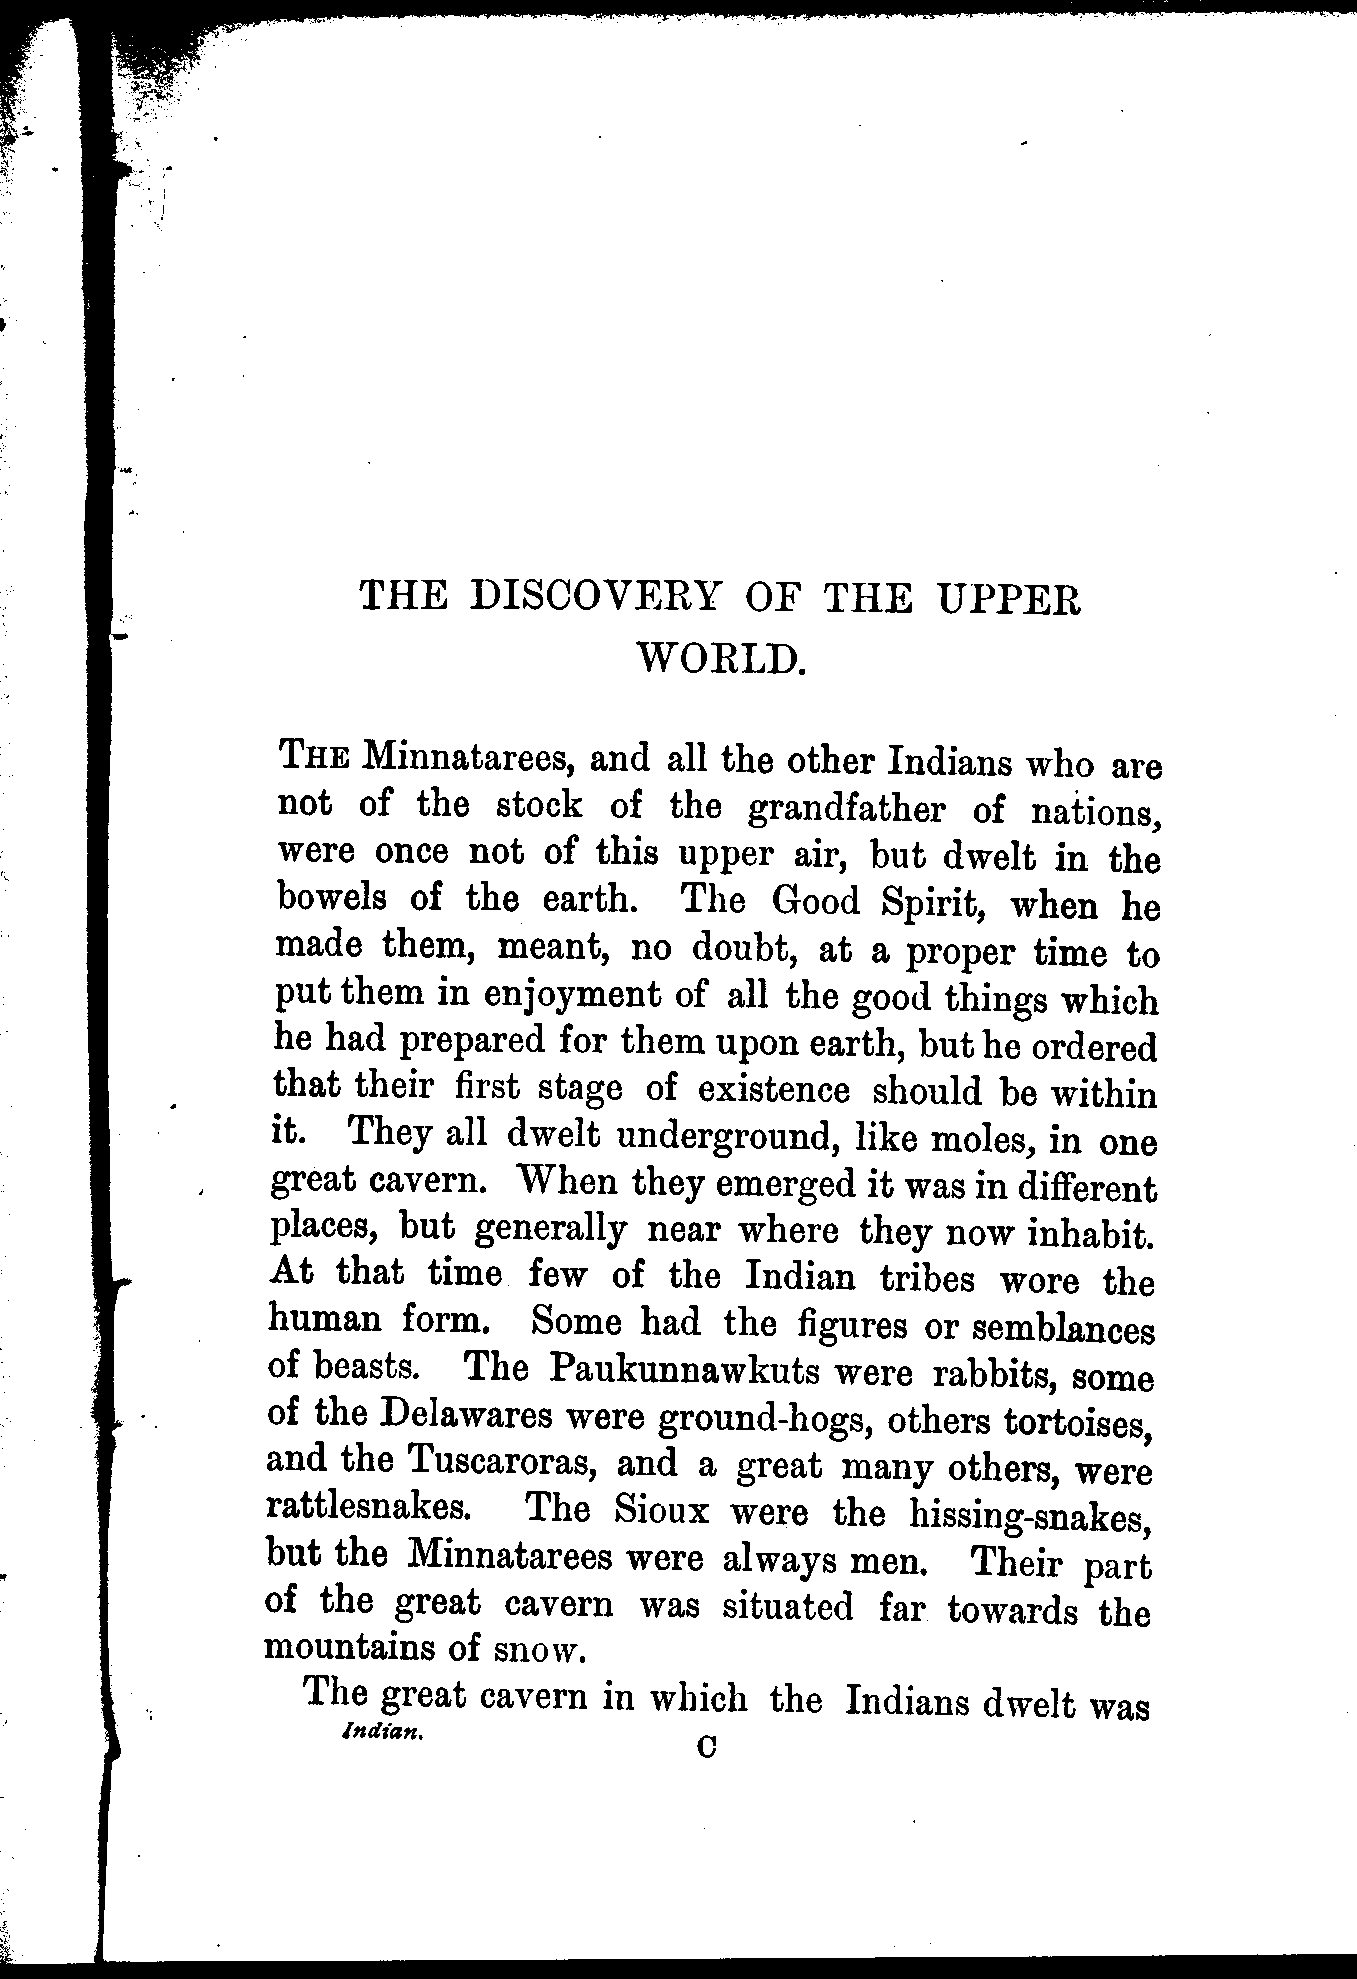 THE DISCOVERY OF THE UPPER
WORLD.
THE Minnatarees, and all the other Indians who are
not of the stock of the grandfather of nations,
were once not of this upper air, but dwelt in the
bowels of the earth. The Good Spirit, when he
made them, meant, no doubt, at a proper time to
put them in enjoyment of all the good things which
he had prepared for them upon earth, but he ordered
that their first stage of existence should be within
it. They all dwelt underground, like moles, in one
great cavern. When they emerged it was in different
places, but generally near where they now inhabit.
At that time few of the Indian tribes wore the
human form. Some had the figures or semblances
of beasts. The Paukunnawkuts were rabbits, some
of the Delawares were ground-hogs, others tortoises,
and the Tuscaroras, and a great many others, were
rattlesnakes. The Sioux were the hissing-snakes,
but the Minnatarees were always men. Their part
of the great cavern was situated far towards the
mountains of snow.
The great cavern in which the Indians dwelt was
Indian. C